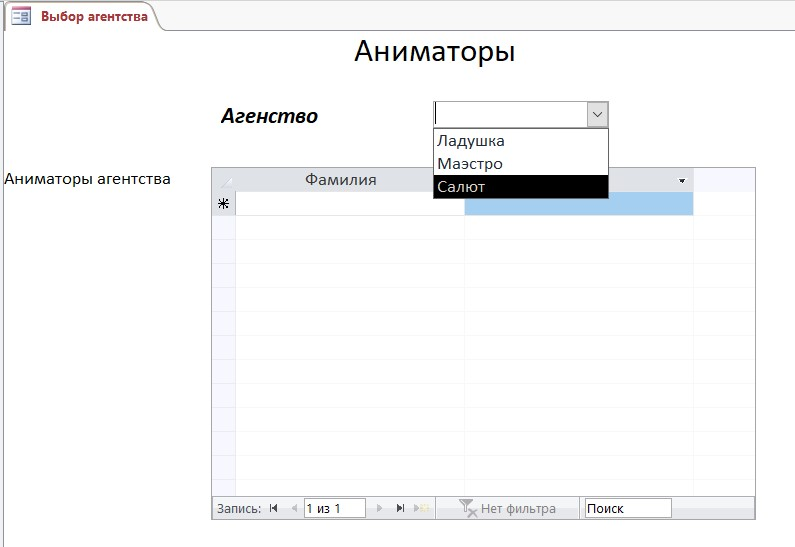 Выбор агентства
Аниматоры
Агенство
Ладушка
Маэстро
Салют
Аниматоры агентства
Фамилия
Запись: 1 из 1 Нет фильтра Поиск